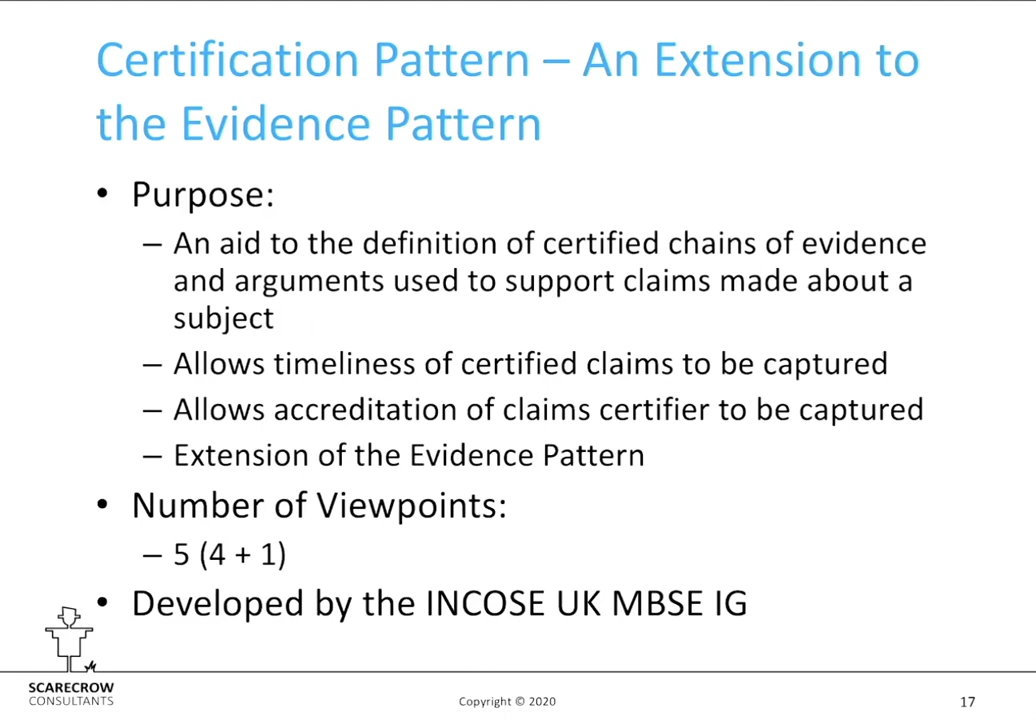 Certification Pattern – An Extension to
the Evidence Pattern
• Purpose:
– An aid to the definition of certified chains of evidence
and arguments used to support claims made about a
subject
– Allows timeliness of certified claims to be captured
– Allows accreditation of claims certifier to be captured
– Extension of the Evidence Pattern
• Number of Viewpoints:
– 5 (4 + 1)
• Developed by the INCOSE UK MBSE IG
SCARECROW
CONSULTANTS
Copyright © 2020
17